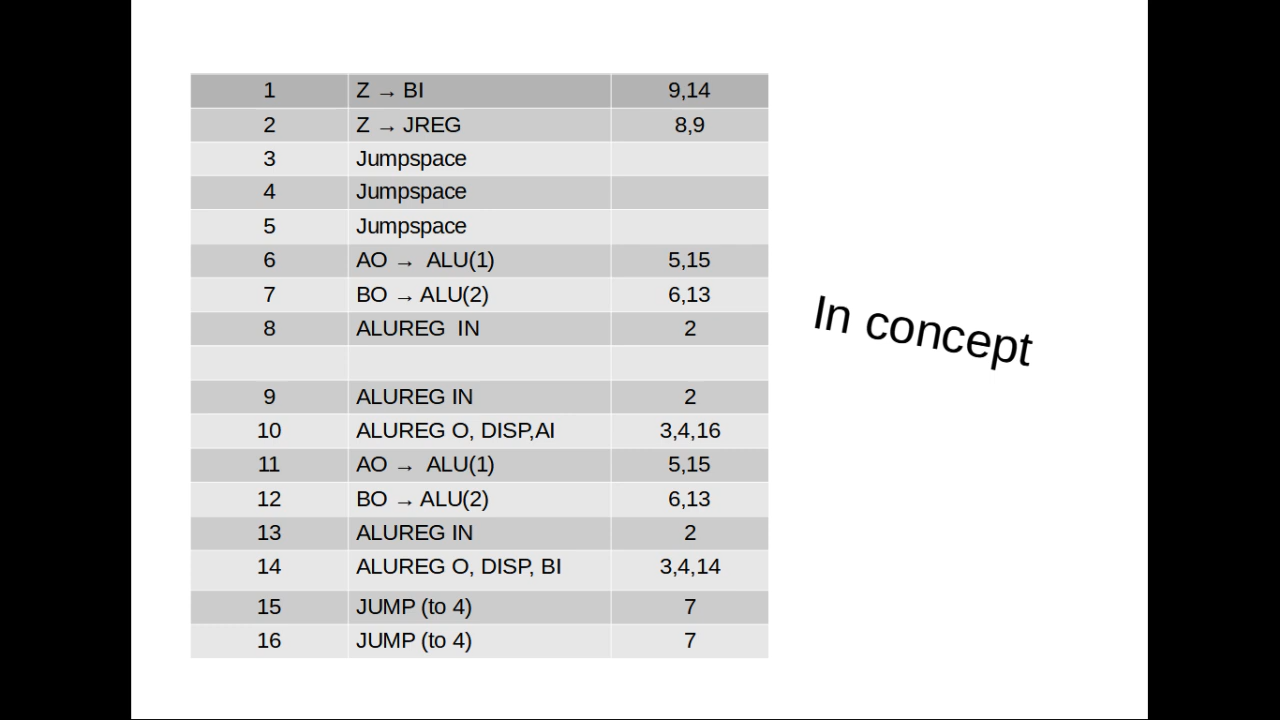 1 Z → BI 9,14
2 Z → JREG 8,9
3 Jumpspace
4 Jumpspace
5 Jumpspace
6 AO → ALU(1) 5,15
7 BO → ALU(2) 6,13
8 ALUREG IN 2
9 ALUREG IN 2
10 ALUREG O, DISP,AI 3,4,16
11 AO → ALU(1) 5,15
12 BO → ALU(2) 6,13
13 ALUREG IN 2
14 ALUREG O, DISP, BI 3,4,14
15 JUMP (to 4) 7
16 JUMP (to 4) 7
In concept